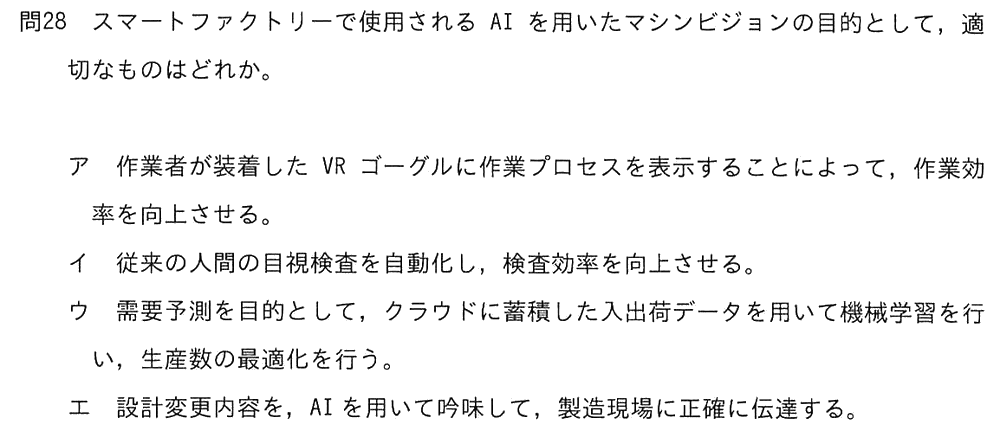 問28 スマートファクトリーで使用される AI を用いたマシンビジョンの目的として，適
切なものはどれか。
ア 作業者が装着した VR ゴーグルに作業プロセスを表示することによって，作業効
率を向上させる。
イ 従来の人間の目視検査を自動化し，検査効率を向上させる。
ウ 需要予測を目的として，クラウドに蓄積した入出荷データを用いて機械学習を行
い，生産数の最適化を行う。
エ 設計変更内容を，AI を用いて吟味して，製造現場に正確に伝達する。